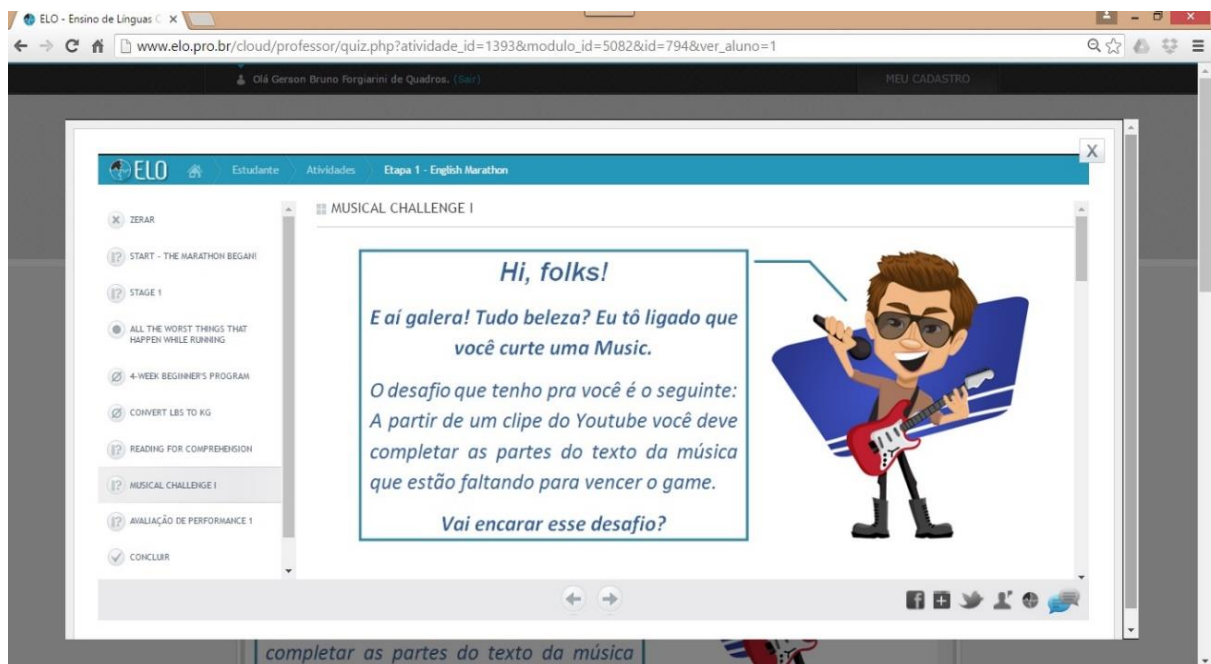 ELO - Ensino de Línguas C
www.elo.pro.br/cloud/professor/quiz.php?atividade_id=1393&modulo_id=5082&id=794&ver_aluno=1
Olá Gerson Bruno Forgiarini de Quadros. (Sair)
MEU CADASTRO
X
ELO Estudante Atividades Etapa 1 - English Marathon
ZERAR
START - THE MARATHON BEGAN!
STAGE 1
ALL THE WORST THINGS THAT
HAPPEN WHILE RUNNING
4-WEEK BEGINNER'S PROGRAM
CONVERT LBS TO KG
READING FOR COMPREHENSION
MUSICAL CHALLENGE I
AVALIAÇÃO DE PERFORMANCE 1
CONCLUIR
MUSICAL CHALLENGE I
Hi, folks!
E aí galera! Tudo beleza? Eu tô ligado que
você curte uma Music.
O desafio que tenho pra você é o seguinte:
A partir de um clipe do Youtube você deve
completar as partes do texto da música
que estão faltando para vencer o game.
Vai encarar esse desafio?
completar as partes do texto da música